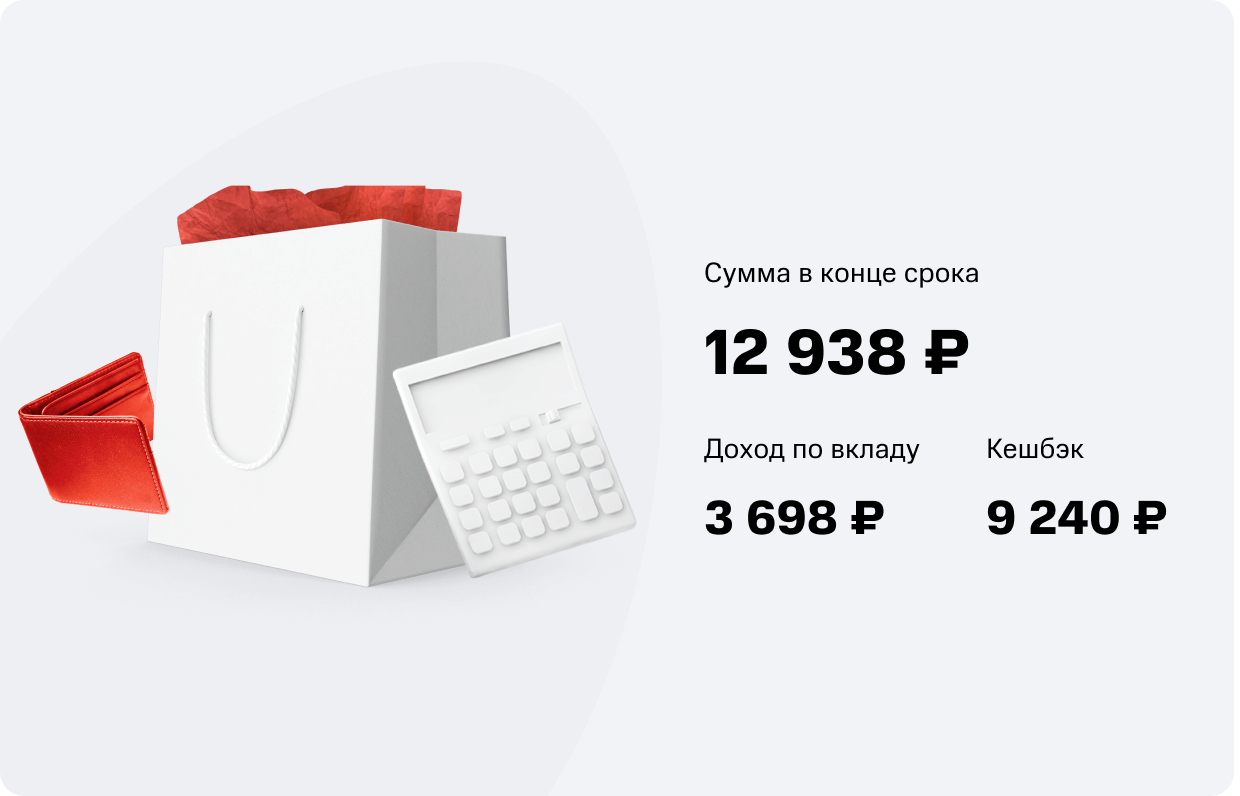 Сумма в конце срока
12 938 ₽
Доход по вкладу
3 698 ₽
Кешбэк
9 240 ₽